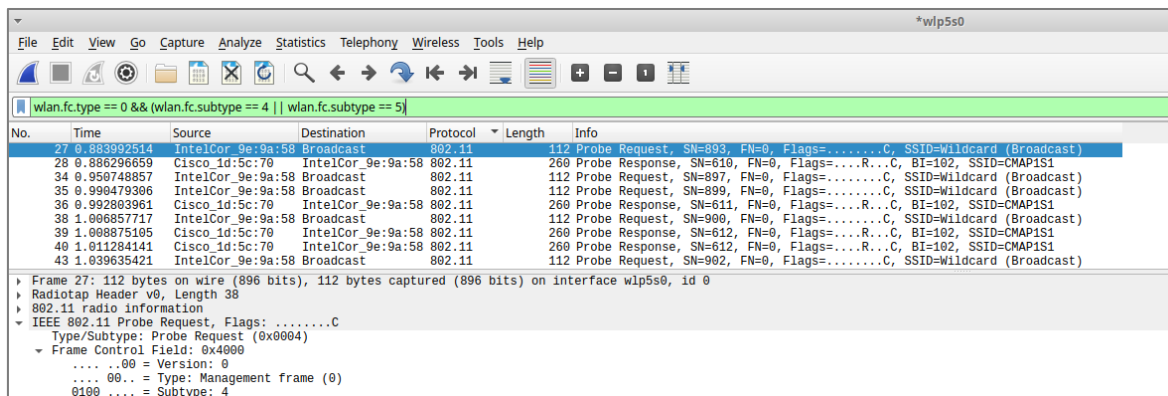 *wlp5s0
File Edit View Go Capture Analyze Statistics Telephony Wireless Tools Help
wlan.fc.type == 0 && (wlan.fc.subtype == 4 || wlan.fc.subtype == 5)
No. Time Source Destination Protocol Length Info
27 0.883992514 IntelCor_9e:9a:58 Broadcast 802.11 112 Probe Request, SN=893, FN=0, Flags=........C, SSID=Wildcard (Broadcast)
28 0.886296659 Cisco_1d:5c:70 IntelCor_9e:9a:58 802.11 260 Probe Response, SN=610, FN=0, Flags=....R...C, BI=102, SSID=CMAP1S1
34 0.950748857 IntelCor_9e:9a:58 Broadcast 802.11 112 Probe Request, SN=897, FN=0, Flags=........C, SSID=Wildcard (Broadcast)
35 0.990479306 IntelCor_9e:9a:58 Broadcast 802.11 112 Probe Request, SN=899, FN=0, Flags=........C, SSID=Wildcard (Broadcast)
36 0.992803961 Cisco_1d:5c:70 IntelCor_9e:9a:58 802.11 260 Probe Response, SN=611, FN=0, Flags=....R...C, BI=102, SSID=CMAP1S1
38 1.006857717 IntelCor_9e:9a:58 Broadcast 802.11 112 Probe Request, SN=900, FN=0, Flags=........C, SSID=Wildcard (Broadcast)
39 1.008875105 Cisco_1d:5c:70 IntelCor_9e:9a:58 802.11 260 Probe Response, SN=612, FN=0, Flags=....R...C, BI=102, SSID=CMAP1S1
40 1.011284141 Cisco_1d:5c:70 IntelCor_9e:9a:58 802.11 260 Probe Response, SN=612, FN=0, Flags=....R...C, BI=102, SSID=CMAP1S1
43 1.039635421 IntelCor_9e:9a:58 Broadcast 802.11 112 Probe Request, SN=902, FN=0, Flags=........C, SSID=Wildcard (Broadcast)
Frame 27: 112 bytes on wire (896 bits), 112 bytes captured (896 bits) on interface wlp5s0, id 0
Radiotap Header v0, Length 38
802.11 radio information
IEEE 802.11 Probe Request, Flags: ........C
Type/Subtype: Probe Request (0x0004)
Frame Control Field: 0x4000
.... ..00 = Version: 0
.... 00.. = Type: Management frame (0)
0100 .... = Subtype: 4